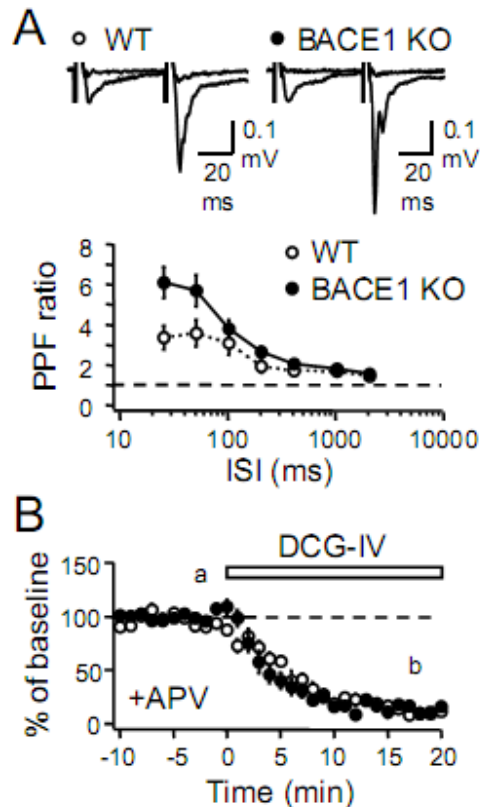 A
WT BACE1 KO
0.1 mV 0.1 mV
20 ms 20 ms
WT
BACE1 KO
PPF ratio
8
6
4
2
0
10 100 1000 10000
ISI (ms)
B
DCG-IV
a
b
% of baseline
150
100
50
0
+APV
-10 -5 0 5 10 15 20
Time (min)